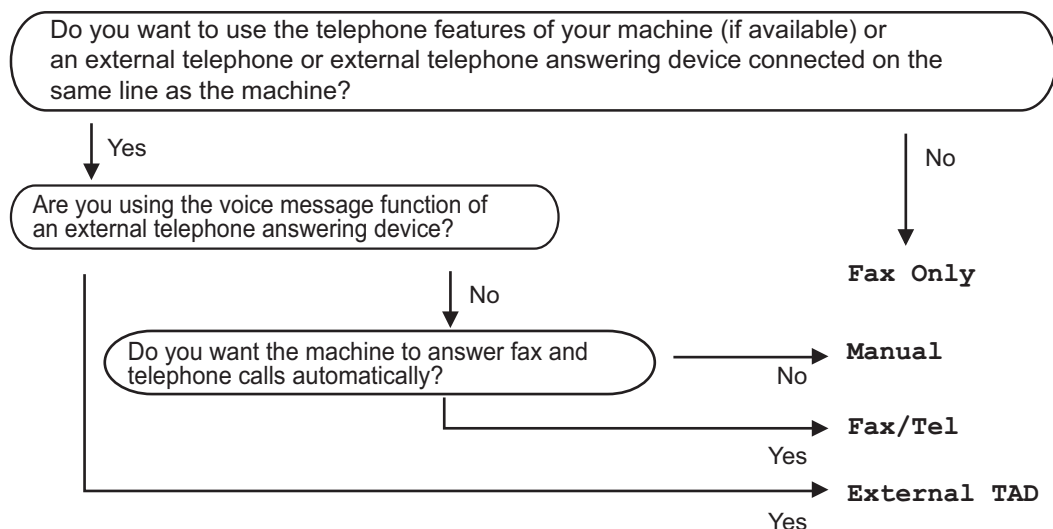 Do you want to use the telephone features of your machine (if available) or
an external telephone or external telephone answering device connected on the
same line as the machine?
Yes
No
Are you using the voice message function of
an external telephone answering device?
Fax Only
No
Do you want the machine to answer fax and
telephone calls automatically?
Manual
No
Fax/Tel
Yes
External TAD
Yes